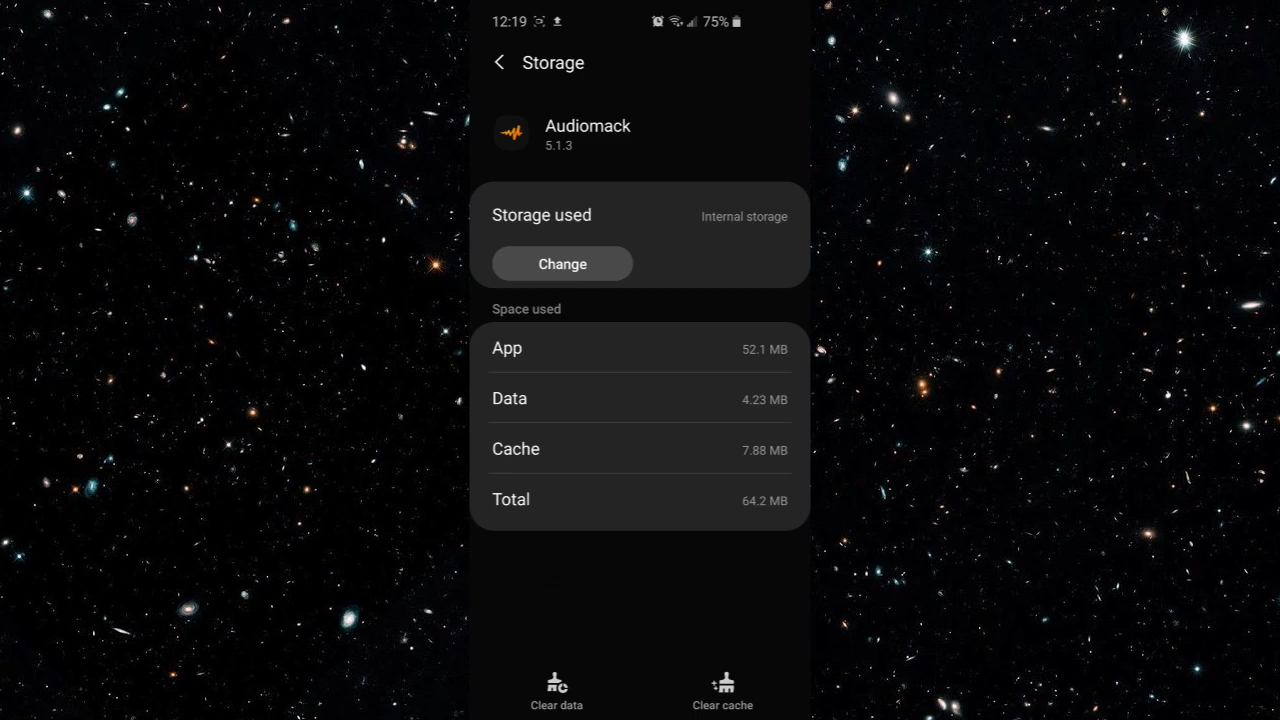 12:19 75%
Storage
Audiomack
5.1.3
Storage used Internal storage
Change
Space used
App 52.1 MB
Data 4.23 MB
Cache 7.88 MB
Total 64.2 MB
Clear data Clear cache